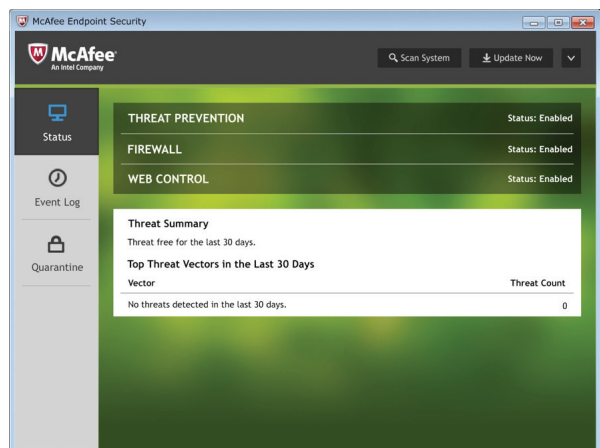 McAfee Endpoint Security
McAfee
An Intel Company
Scan System
Update Now
Status
Event Log
Quarantine
THREAT PREVENTION Status: Enabled
FIREWALL Status: Enabled
WEB CONTROL Status: Enabled
Threat Summary
Threat free for the last 30 days.
Top Threat Vectors in the Last 30 Days
Vector Threat Count
No threats detected in the last 30 days. 0